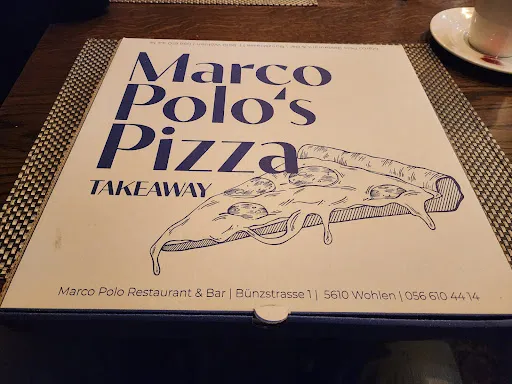 Marco
Polo's
Pizza
TAKEAWAY
Marco Polo Restaurant & Bar | Bünzstrasse 1 | 5610 Wohlen | 056 610 44 14